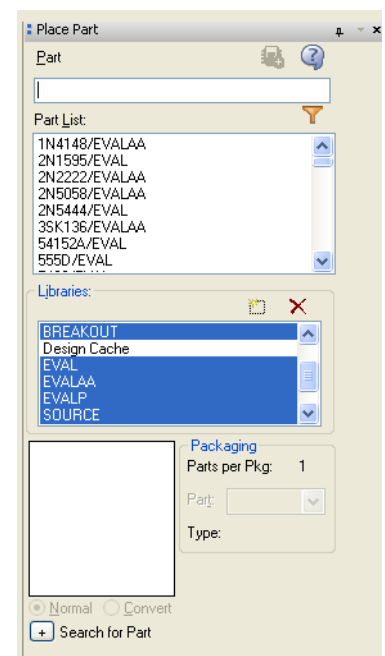 Place Part
Part
Part List:
1N4148/EVALAA
2N1595/EVAL
2N2222/EVALAA
2N5058/EVALAA
2N5444/EVAL
3SK136/EVALAA
54152A/EVAL
555D/EVAL
Libraries:
BREAKOUT
Design Cache
EVAL
EVALAA
EVALP
SOURCE
Packaging
Parts per Pkg: 1
Part:
Type:
Normal Convert
+ Search for Part